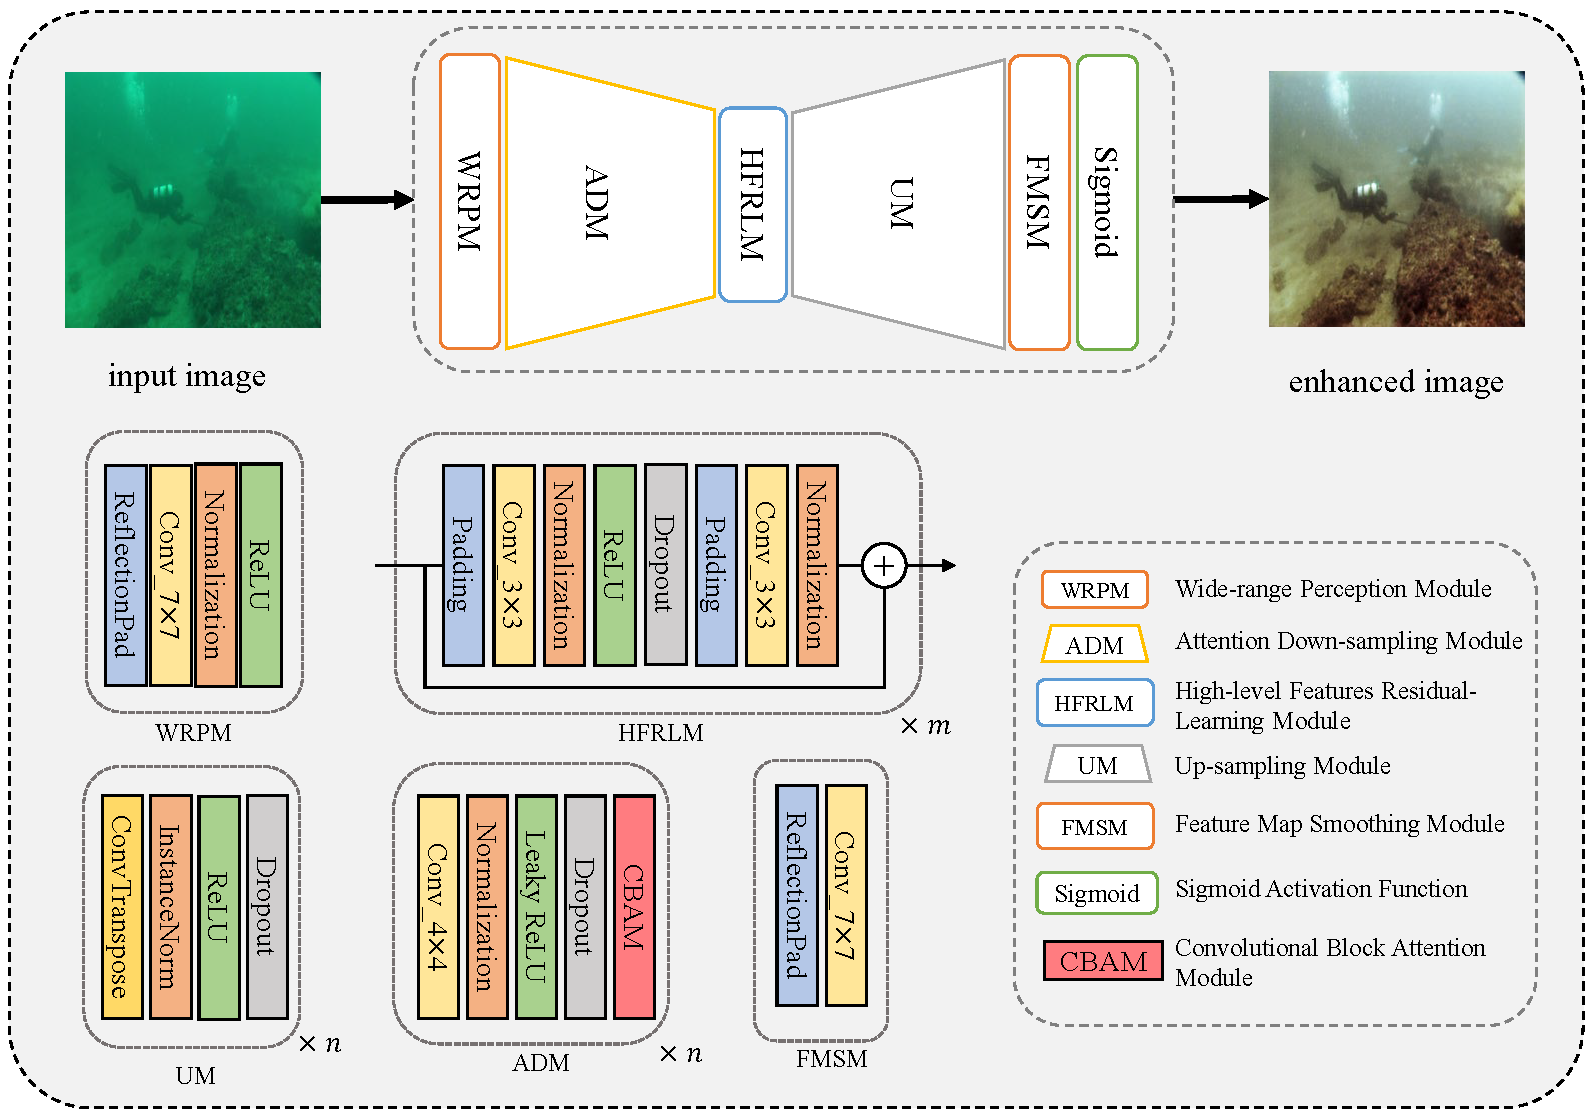 WRPM
ADM
HFRLM
UM
FMSM
Sigmoid
input image
enhanced image
ReflectionPad
Conv_7×7
Normalization
ReLU
WRPM
Padding
Conv_3×3
Normalization
ReLU
Dropout
Padding
Conv_3×3
Normalization
+
HFRLM
× m
ConvTranspose
InstanceNorm
ReLU
Dropout
× n
UM
Conv_4×4
Normalization
Leaky ReLU
Dropout
CBAM
× n
ADM
ReflectionPad
Conv_7×7
FMSM
WRPM Wide-range Perception Module
ADM Attention Down-sampling Module
HFRLM High-level Features Residual-
Learning Module
UM Up-sampling Module
FMSM Feature Map Smoothing Module
Sigmoid Sigmoid Activation Function
CBAM Convolutional Block Attention
Module